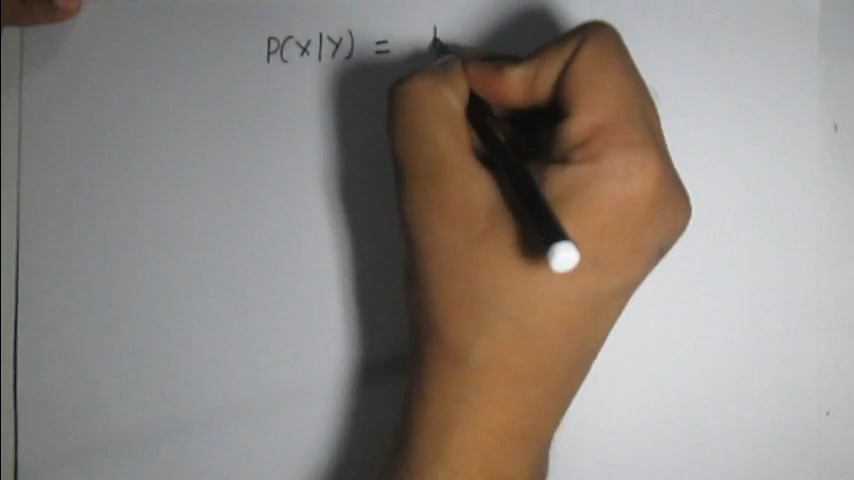 P(X|Y) =